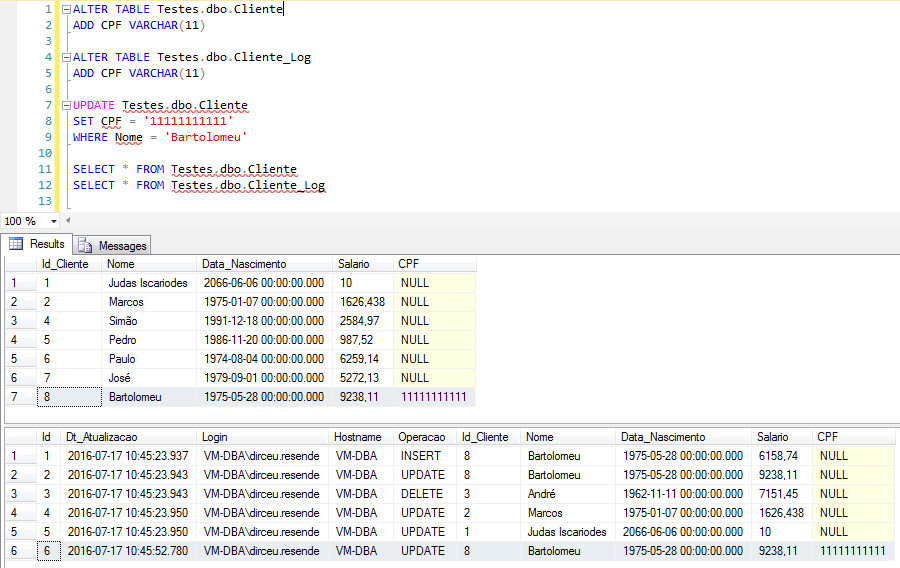 1 ALTER TABLE Testes.dbo.Cliente
2 ADD CPF VARCHAR(11)
3
4 ALTER TABLE Testes.dbo.Cliente_Log
5 ADD CPF VARCHAR(11)
6
7 UPDATE Testes.dbo.Cliente
8 SET CPF = '11111111111'
9 WHERE Nome = 'Bartolomeu'
10
11 SELECT * FROM Testes.dbo.Cliente
12 SELECT * FROM Testes.dbo.Cliente_Log
13
100 %
Results Messages
Id_Cliente Nome Data_Nascimento Salario CPF
1 1 Judas Iscariodes 2066-06-06 00:00:00.000 10 NULL
2 2 Marcos 1975-01-07 00:00:00.000 1626,438 NULL
3 4 Simão 1991-12-18 00:00:00.000 2584,97 NULL
4 5 Pedro 1986-11-20 00:00:00.000 987,52 NULL
5 6 Paulo 1974-08-04 00:00:00.000 6259,14 NULL
6 7 José 1979-09-01 00:00:00.000 5272,13 NULL
7 8 Bartolomeu 1975-05-28 00:00:00.000 9238,11 11111111111
Id Dt_Atualizacao Login Hostname Operacao Id_Cliente Nome Data_Nascimento Salario CPF
1 1 2016-07-17 10:45:23.937 VM-DBA\dirceu.resende VM-DBA INSERT 8 Bartolomeu 1975-05-28 00:00:00.000 6158,74 NULL
2 2 2016-07-17 10:45:23.943 VM-DBA\dirceu.resende VM-DBA UPDATE 8 Bartolomeu 1975-05-28 00:00:00.000 9238,11 NULL
3 3 2016-07-17 10:45:23.943 VM-DBA\dirceu.resende VM-DBA DELETE 3 André 1962-11-11 00:00:00.000 7151,45 NULL
4 4 2016-07-17 10:45:23.950 VM-DBA\dirceu.resende VM-DBA UPDATE 2 Marcos 1975-01-07 00:00:00.000 1626,438 NULL
5 5 2016-07-17 10:45:23.950 VM-DBA\dirceu.resende VM-DBA UPDATE 1 Judas Iscariodes 2066-06-06 00:00:00.000 10 NULL
6 6 2016-07-17 10:45:52.780 VM-DBA\dirceu.resende VM-DBA UPDATE 8 Bartolomeu 1975-05-28 00:00:00.000 9238,11 11111111111